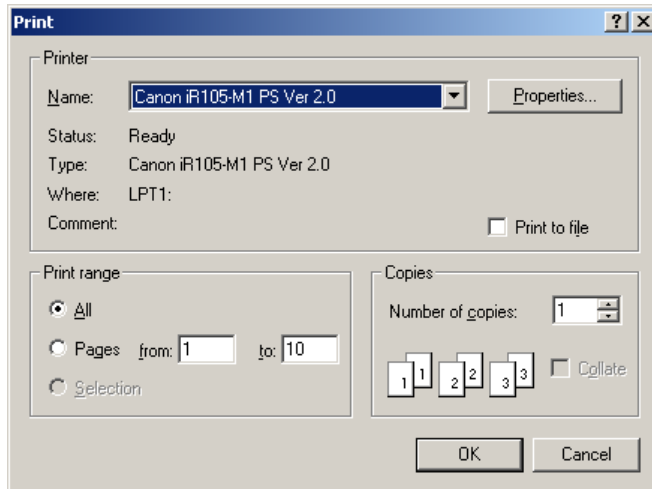 Print
Printer
Name: Canon iR105-M1 PS Ver 2.0 Properties...
Status: Ready
Type: Canon iR105-M1 PS Ver 2.0
Where: LPT1:
Comment: Print to file
Print range
All
Pages from: 1 to: 10
Selection
Copies
Number of copies: 1
1 1 2 2 3 3 Collate
OK Cancel